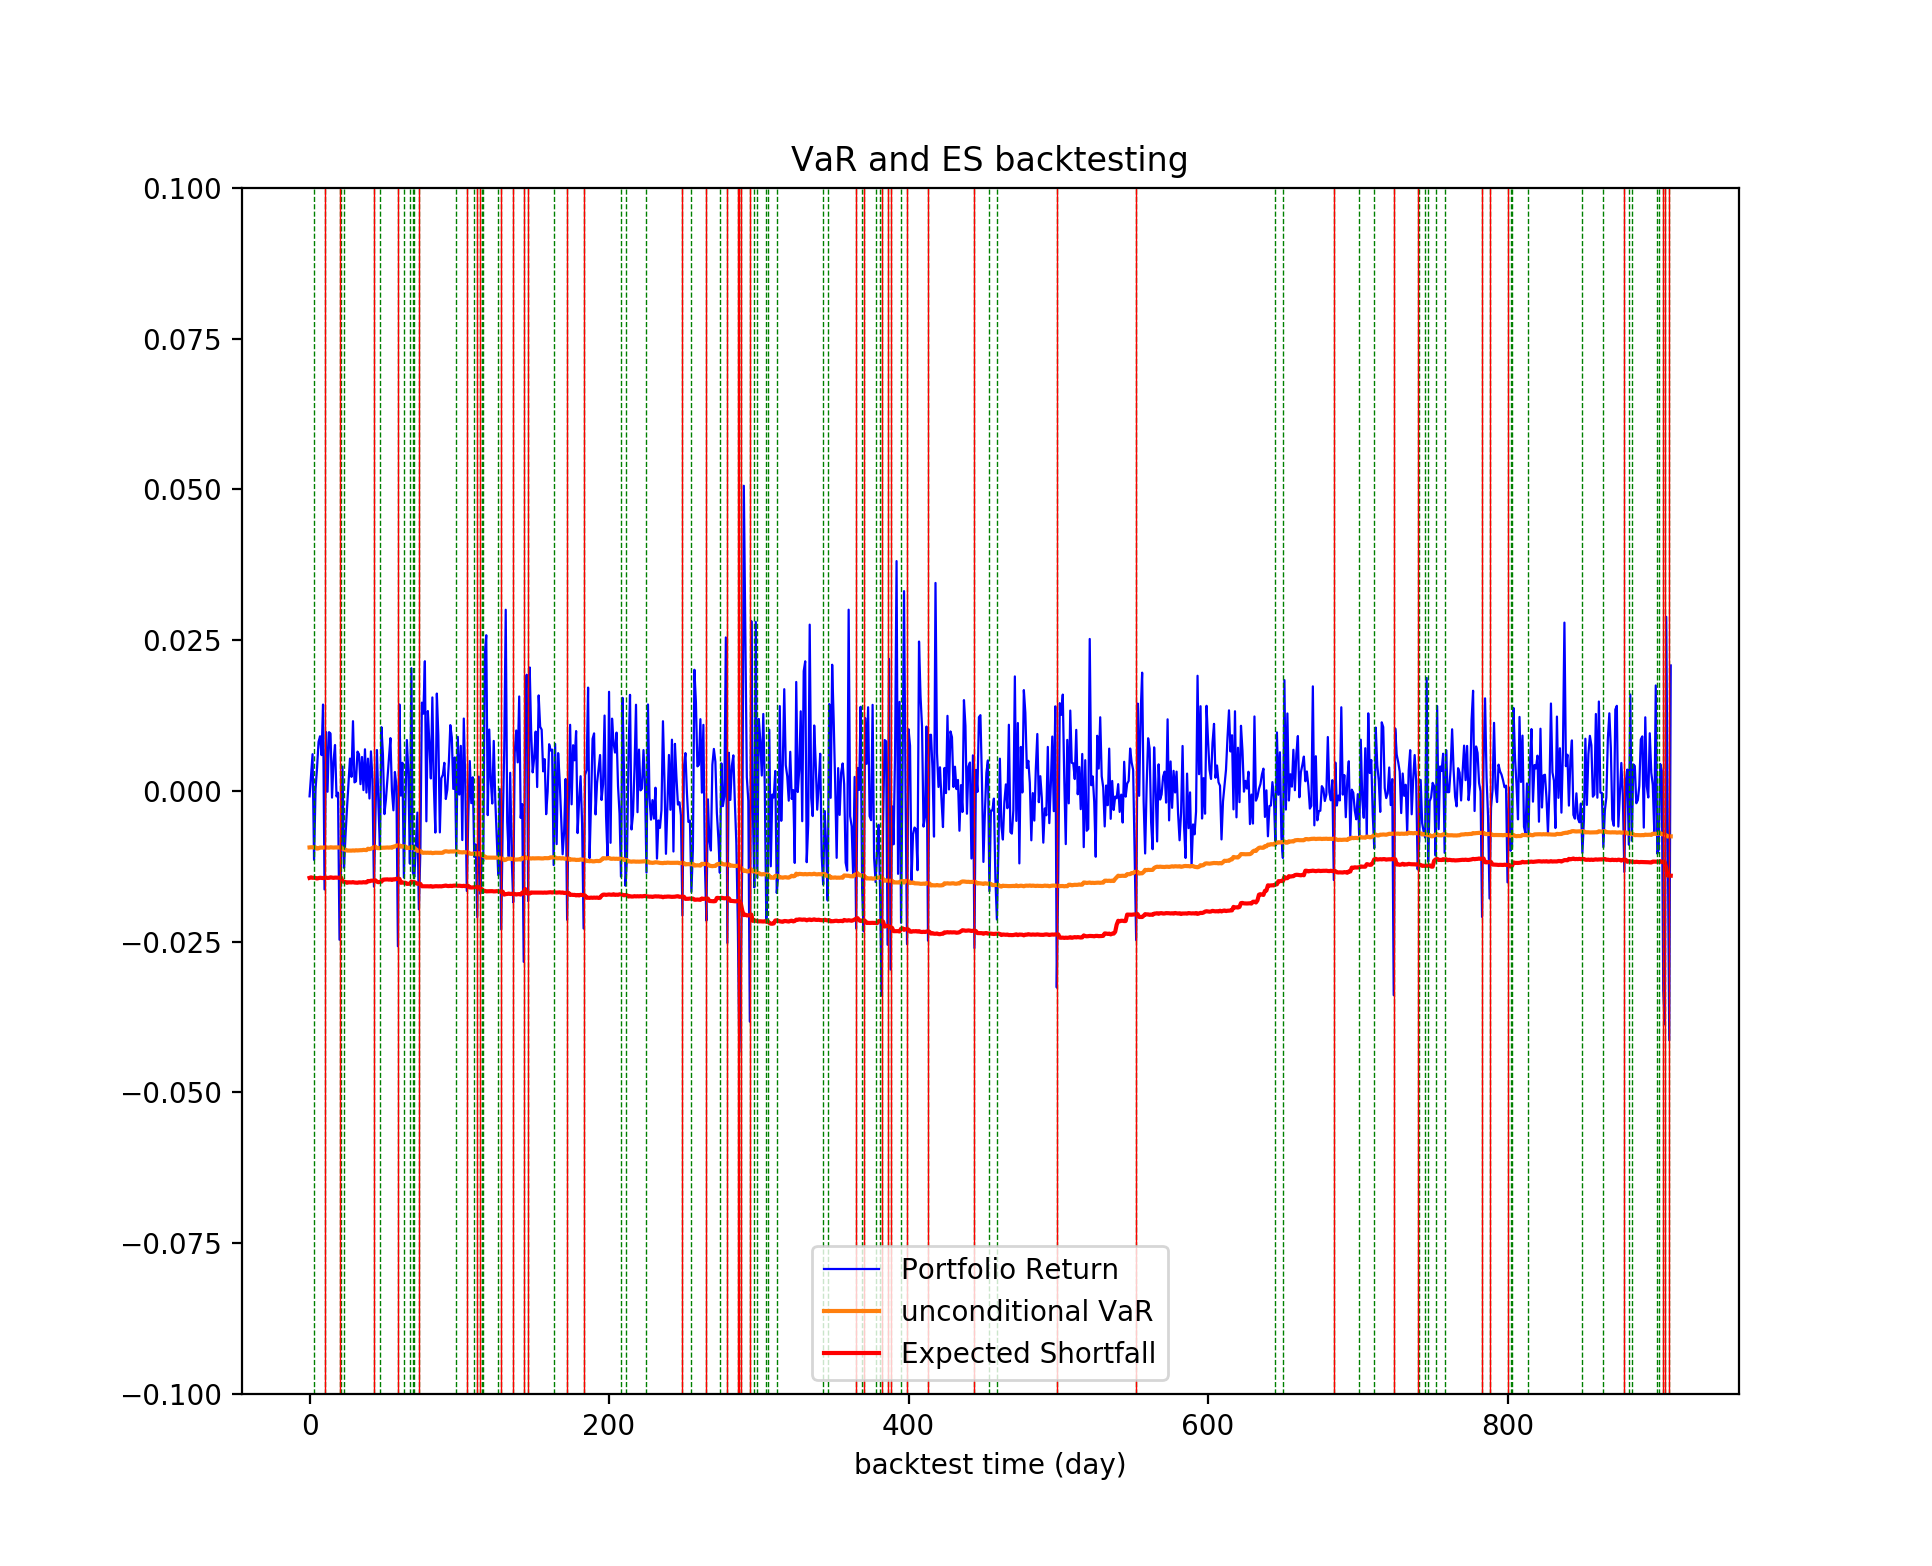 VaR and ES backtesting
0.100
0.075
0.050
0.025
0.000
−0.025
−0.050
−0.075
−0.100
Portfolio Return
unconditional VaR
Expected Shortfall
0 200 400 600 800
backtest time (day)